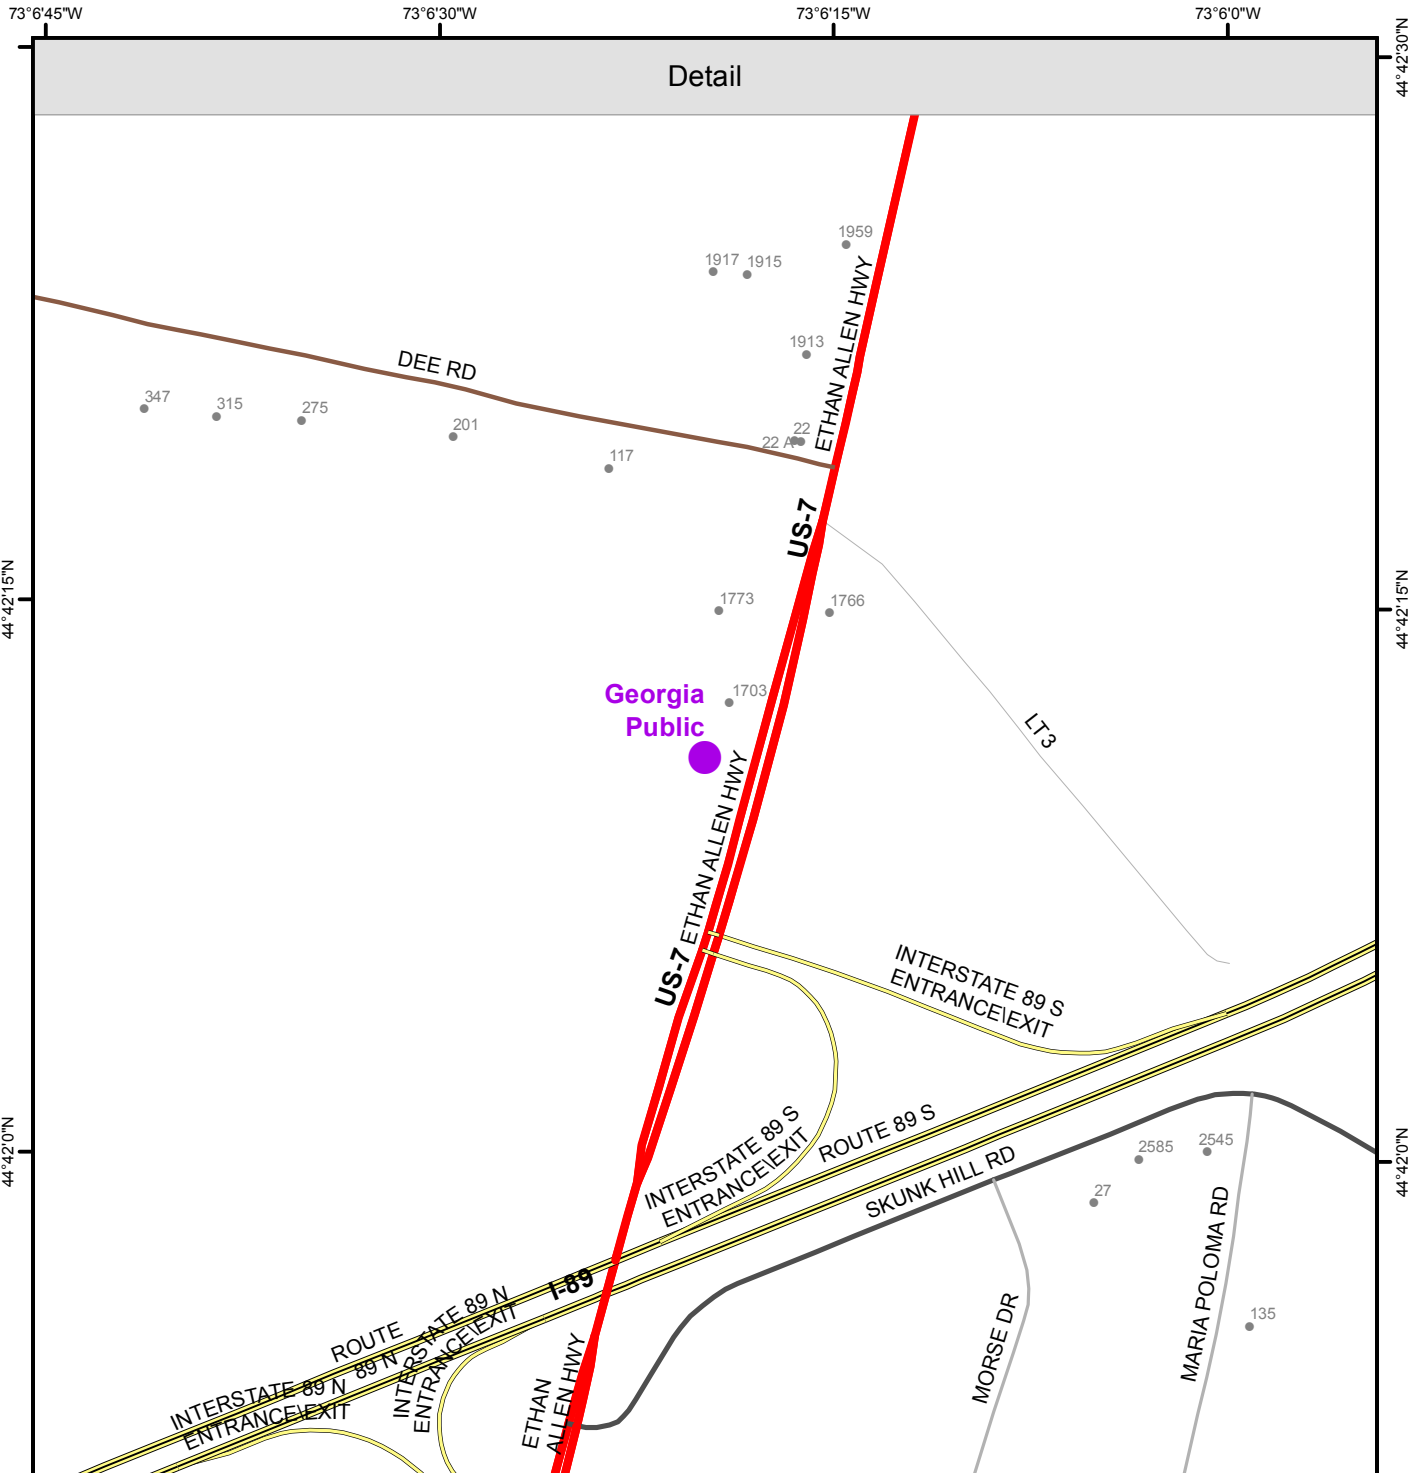 73°6'45"W
73°6'30"W
73°6'15"W
73°6'0"W
44°42'30"N
Detail
1959
1917
1915
ETHAN ALLEN HWY
1913
DEE RD
347
315
275
201
22
22 A
117
US-7
44°42'15"N
44°42'15"N
1773
1766
Georgia
Public
1703
LT3
ETHAN ALLEN HWY
US-7
INTERSTATE 89 S
ENTRANCE\EXIT
INTERSTATE 89 S
ENTRANCE\EXIT
ROUTE 89 S
44°42'0"N
44°42'0"N
2585
2545
SKUNK HILL RD
27
MARIA POLOMA RD
I-89
135
ROUTE
89 N
INTERSTATE 89 N
ENTRANCE\EXIT
INTERSTATE 89 N
ENTRANCE\EXIT
ETHAN
ALLEN HWY
MORSE DR